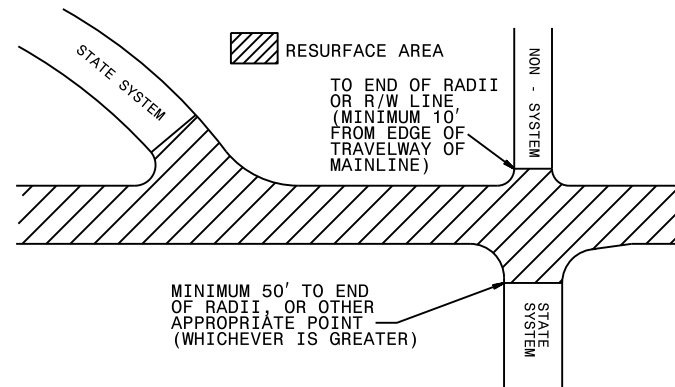 STATE SYSTEM
RESURFACE AREA
TO END OF RADII
OR R/W LINE
(MINIMUM 10'
FROM EDGE OF
TRAVELWAY OF
MAINLINE)
NON - SYSTEM
MINIMUM 50' TO END
OF RADII, OR OTHER
APPROPRIATE POINT
(WHICHEVER IS GREATER)
STATE
SYSTEM